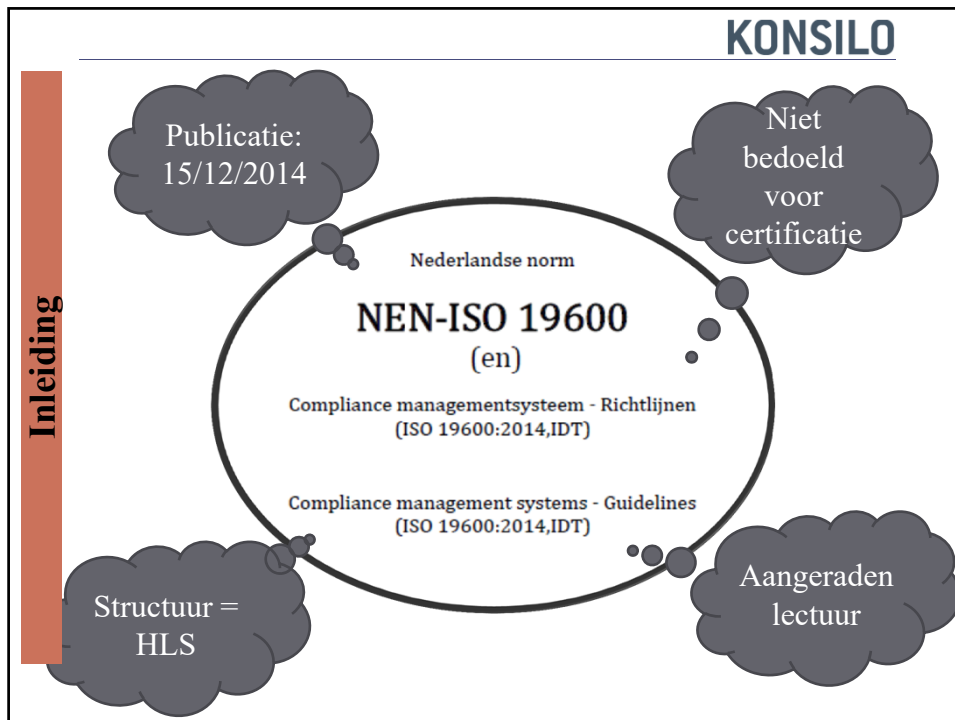 KONSILO
Inleiding
Publicatie:
15/12/2014
Niet
bedoeld
voor
certificatie
Nederlandse norm
NEN-ISO 19600
(en)
Compliance managementsysteem - Richtlijnen
(ISO 19600:2014,IDT)
Compliance management systems - Guidelines
(ISO 19600:2014,IDT)
Structuur =
HLS
Aangeraden
lectuur